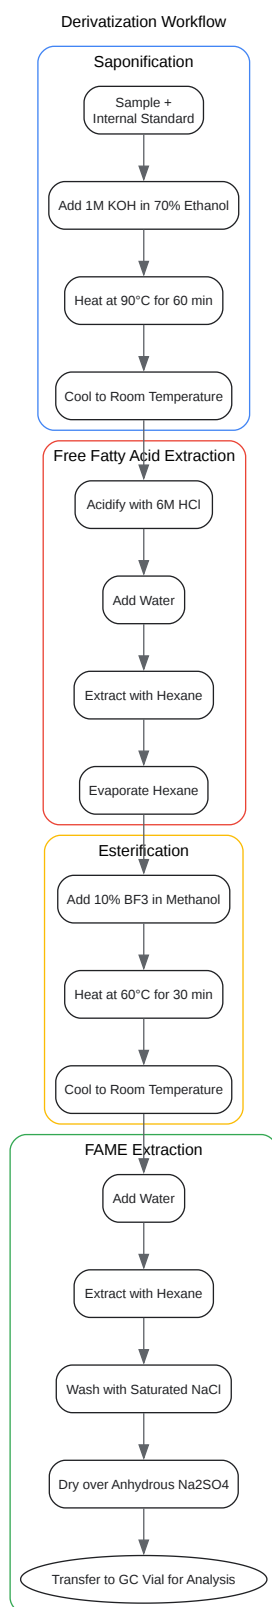 Derivatization Workflow
Saponification
Sample +
Internal Standard
Add 1M KOH in 70% Ethanol
Heat at 90°C for 60 min
Cool to Room Temperature
Free Fatty Acid Extraction
Acidify with 6M HCl
Add Water
Extract with Hexane
Evaporate Hexane
Esterification
Add 10% BF3 in Methanol
Heat at 60°C for 30 min
Cool to Room Temperature
FAME Extraction
Add Water
Extract with Hexane
Wash with Saturated NaCl
Dry over Anhydrous Na2SO4
Transfer to GC Vial for Analysis